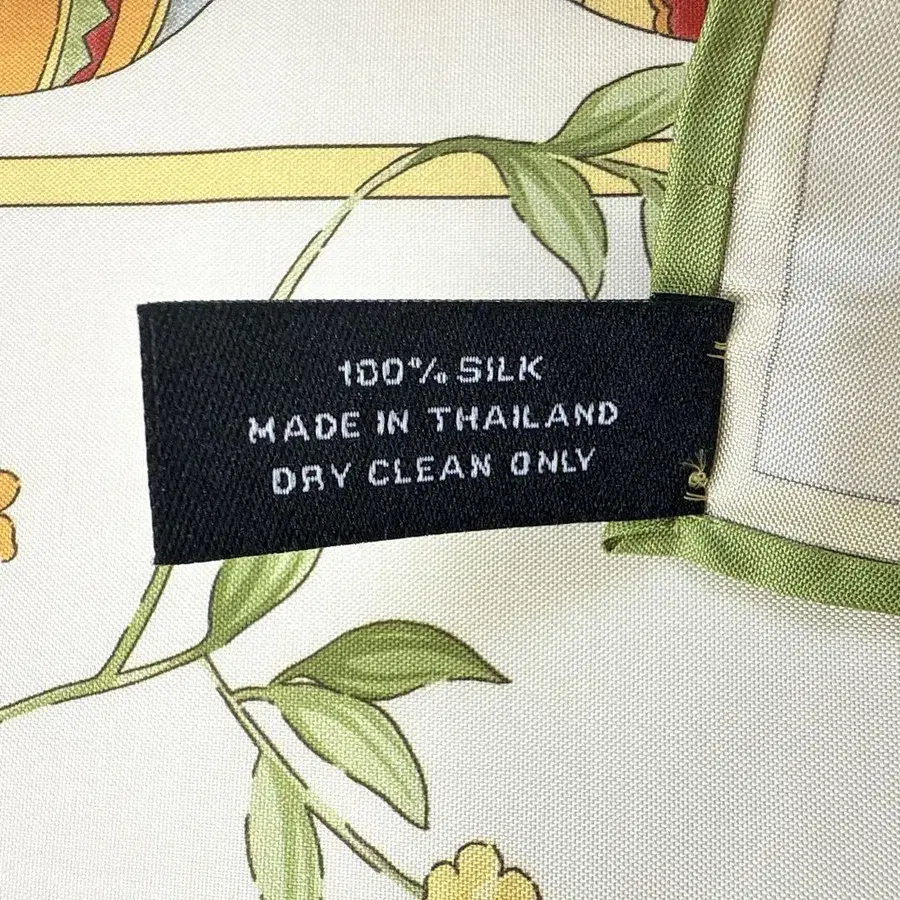 100% SILK
MADE IN THAILAND
DRY CLEAN ONLY